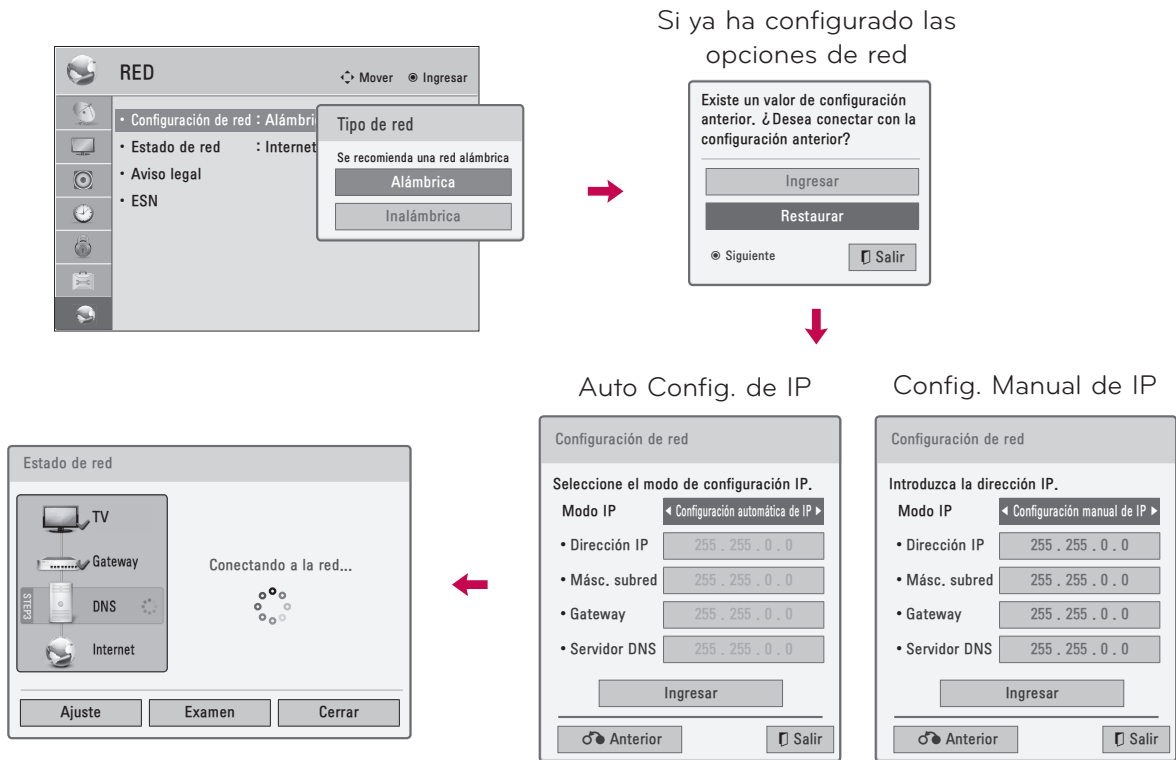 RED
Mover
Ingresar
• Configuración de red : Alámbri
• Estado de red : Internet
• Aviso legal
• ESN
Tipo de red
Se recomienda una red alámbrica
Alámbrica
Inalámbrica
Si ya ha configurado las
opciones de red
Existe un valor de configuración
anterior. ¿Desea conectar con la
configuración anterior?
Ingresar
Restaurar
Siguiente
Salir
Auto Config. de IP
Configuración de red
Seleccione el modo de configuración IP.
Modo IP ◀ Configuración automática de IP ▶
• Dirección IP 255 . 255 . 0 . 0
• Másc. subred 255 . 255 . 0 . 0
• Gateway 255 . 255 . 0 . 0
• Servidor DNS 255 . 255 . 0 . 0
Ingresar
Anterior
Salir
Config. Manual de IP
Configuración de red
Introduzca la dirección IP.
Modo IP ◀ Configuración manual de IP ▶
• Dirección IP 255 . 255 . 0 . 0
• Másc. subred 255 . 255 . 0 . 0
• Gateway 255 . 255 . 0 . 0
• Servidor DNS 255 . 255 . 0 . 0
Ingresar
Anterior
Salir
Estado de red
TV
Gateway
STEP3
DNS
Internet
Conectando a la red...
Ajuste
Examen
Cerrar